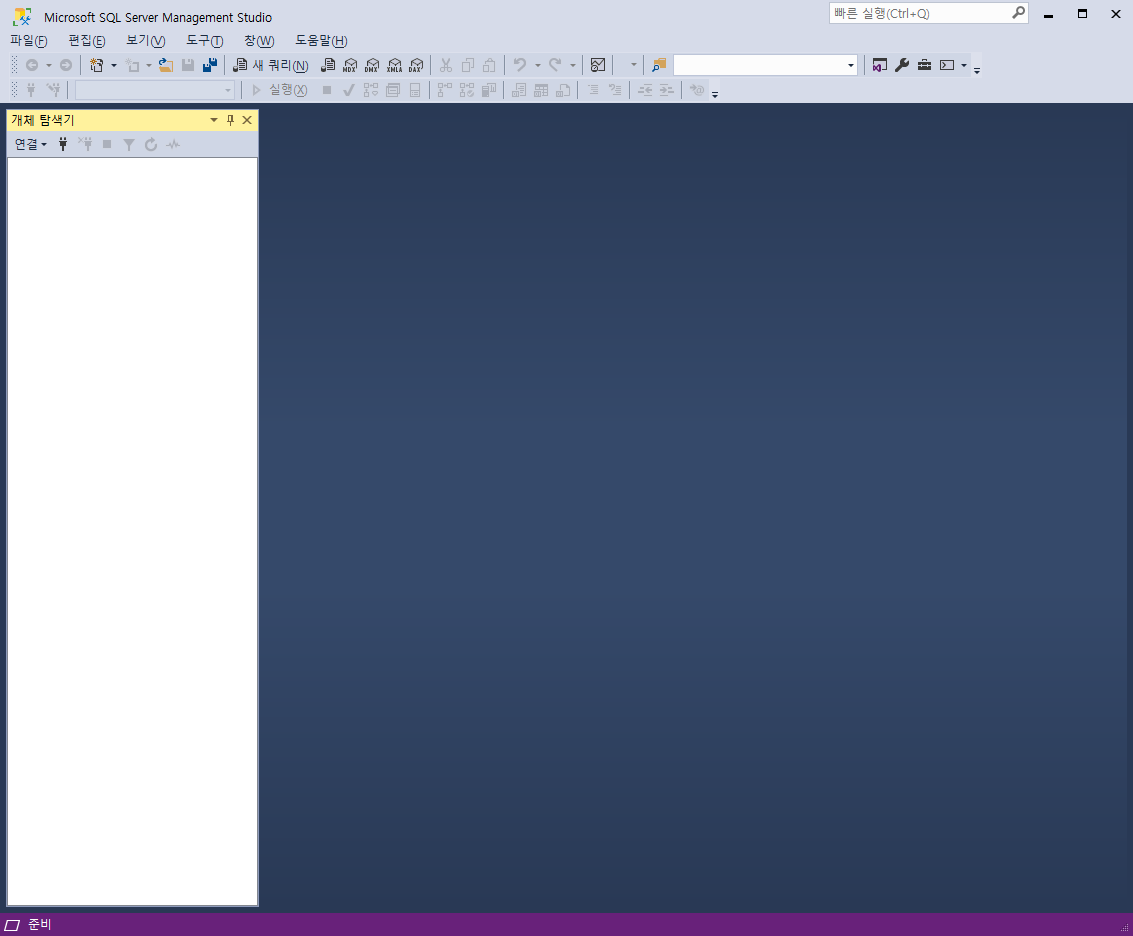 Microsoft SQL Server Management Studio
빠른 실행(Ctrl+Q)
파일(F) 편집(E) 보기(V) 도구(T) 창(W) 도움말(H)
새 쿼리(N) MDX DMX XMLA DAX
실행(X)
개체 탐색기
연결
준비